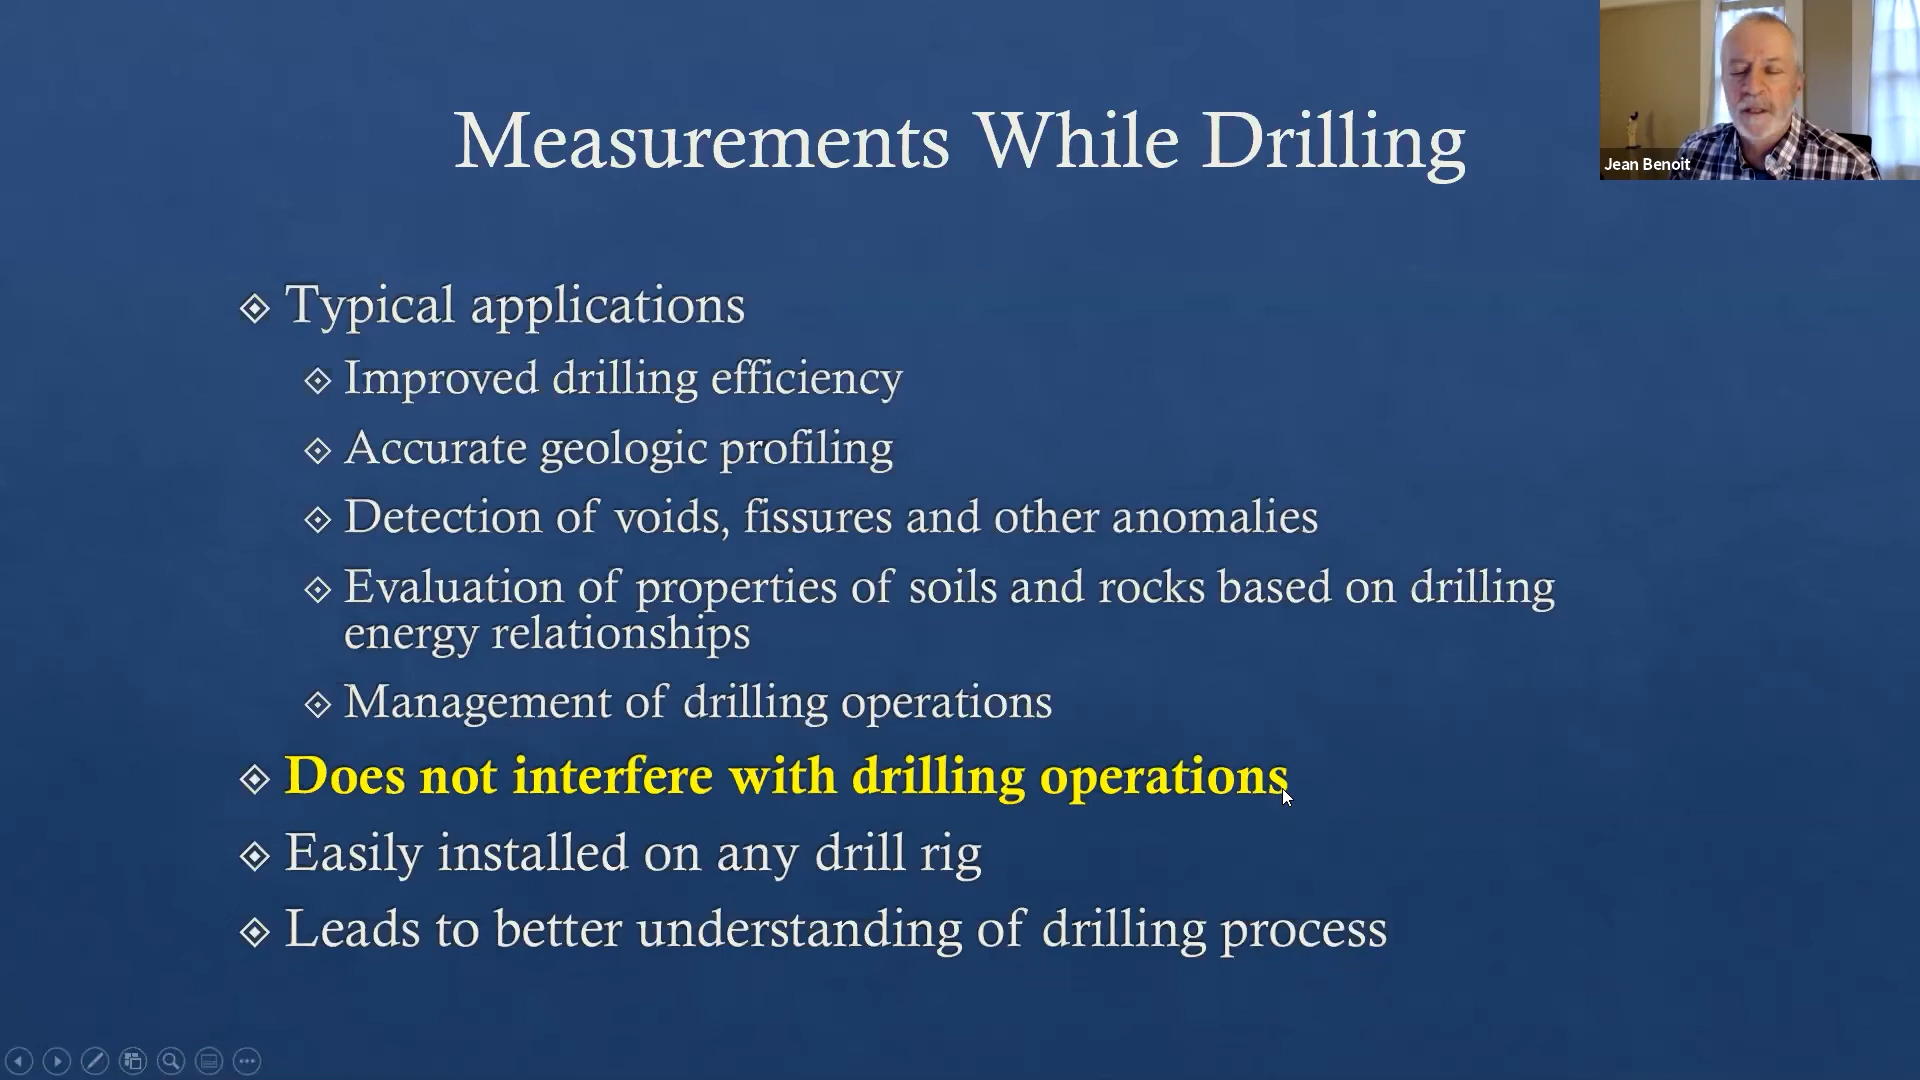 Measurements While Drilling
Jean Benoit
Typical applications
Improved drilling efficiency
Accurate geologic profiling
Detection of voids, fissures and other anomalies
Evaluation of properties of soils and rocks based on drilling
energy relationships
Management of drilling operations
Does not interfere with drilling operations
Easily installed on any drill rig
Leads to better understanding of drilling process